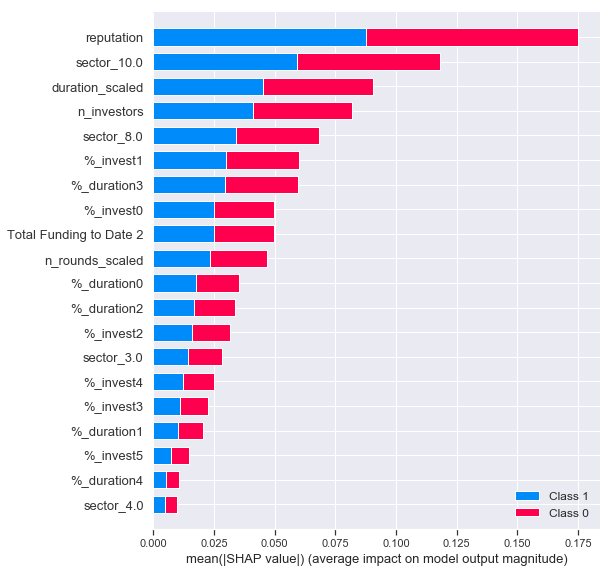 reputation
sector_10.0
duration_scaled
n_investors
sector_8.0
%_invest1
%_duration3
%_invest0
Total Funding to Date 2
n_rounds_scaled
%_duration0
%_duration2
%_invest2
sector_3.0
%_invest4
%_invest3
%_duration1
%_invest5
%_duration4
sector_4.0
Class 1
Class 0
0.000 0.025 0.050 0.075 0.100 0.125 0.150 0.175
mean(|SHAP value|) (average impact on model output magnitude)